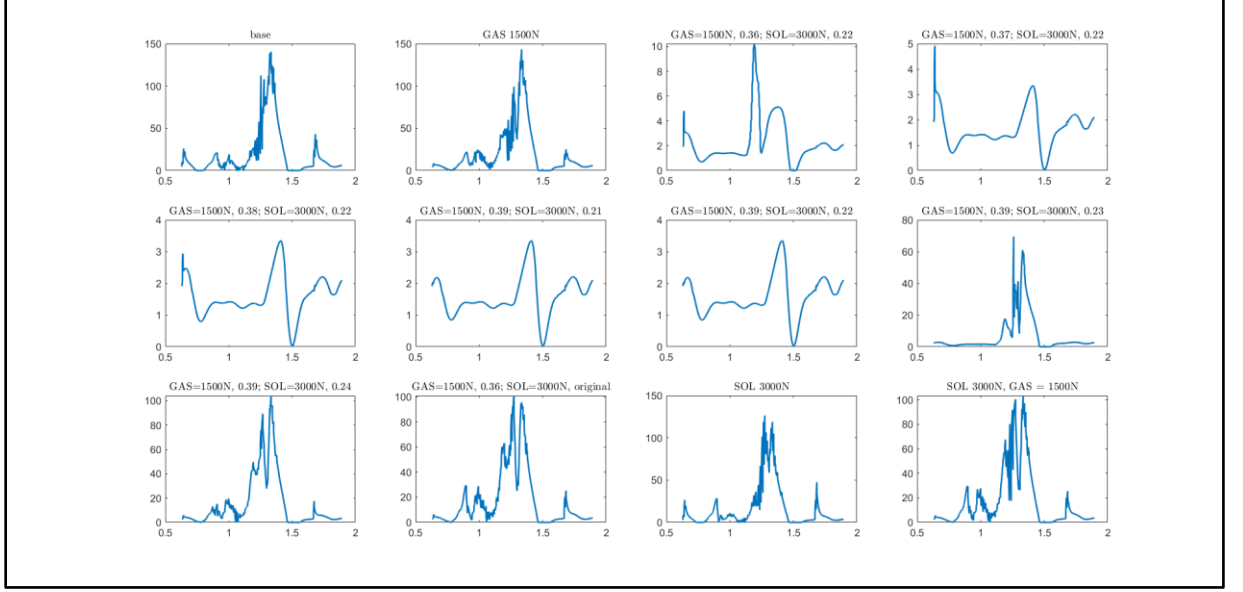 base
150
100
50
0
0.5 1 1.5 2
GAS 1500N
150
100
50
0
0.5 1 1.5 2
GAS=1500N, 0.36; SOL=3000N, 0.22
10
8
6
4
2
0
0.5 1 1.5 2
GAS=1500N, 0.37; SOL=3000N, 0.22
5
4
3
2
1
0
0.5 1 1.5 2
GAS=1500N, 0.38; SOL=3000N, 0.22
4
3
2
1
0
0.5 1 1.5 2
GAS=1500N, 0.39; SOL=3000N, 0.21
4
3
2
1
0
0.5 1 1.5 2
GAS=1500N, 0.39; SOL=3000N, 0.22
4
3
2
1
0
0.5 1 1.5 2
GAS=1500N, 0.39; SOL=3000N, 0.23
80
60
40
20
0
0.5 1 1.5 2
GAS=1500N, 0.39; SOL=3000N, 0.24
100
80
60
40
20
0
0.5 1 1.5 2
GAS=1500N, 0.36; SOL=3000N, original
100
80
60
40
20
0
0.5 1 1.5 2
SOL 3000N
150
100
50
0
0.5 1 1.5 2
SOL 3000N, GAS = 1500N
100
80
60
40
20
0
0.5 1 1.5 2